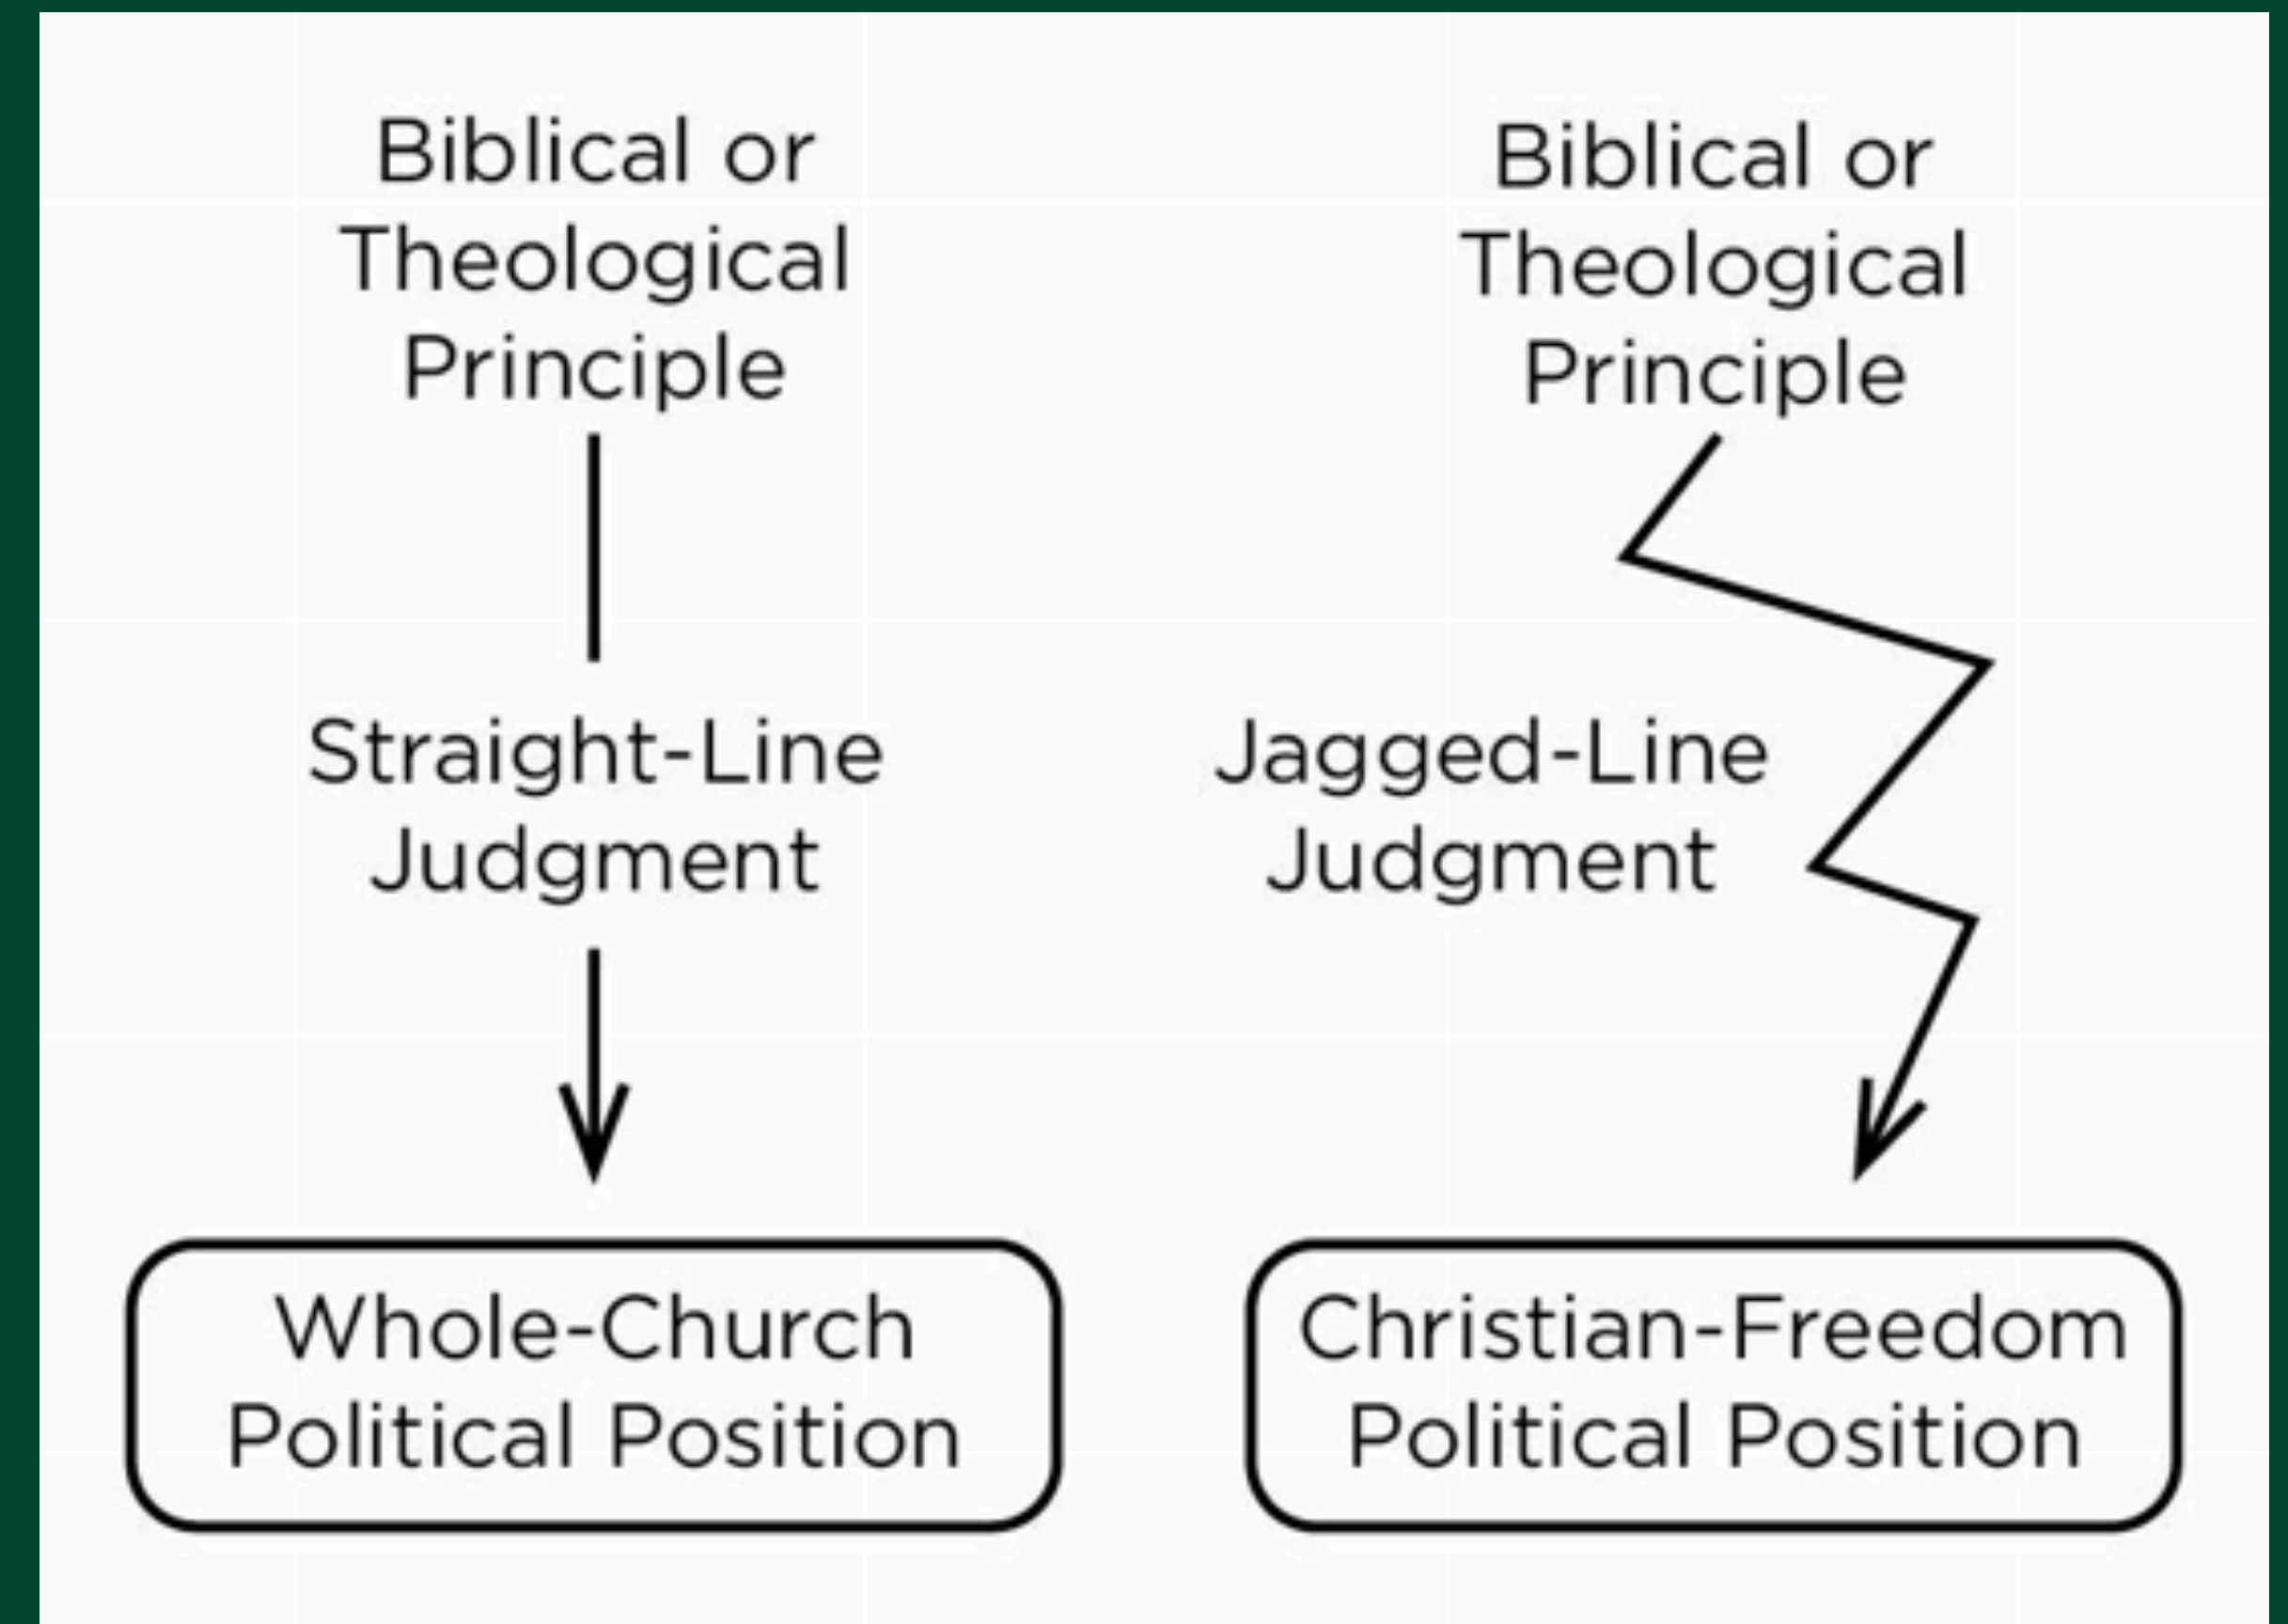 Biblical or
Theological
Principle
Straight-Line
Judgment
Whole-Church
Political Position
Biblical or
Theological
Principle
Jagged-Line
Judgment
Christian-Freedom
Political Position